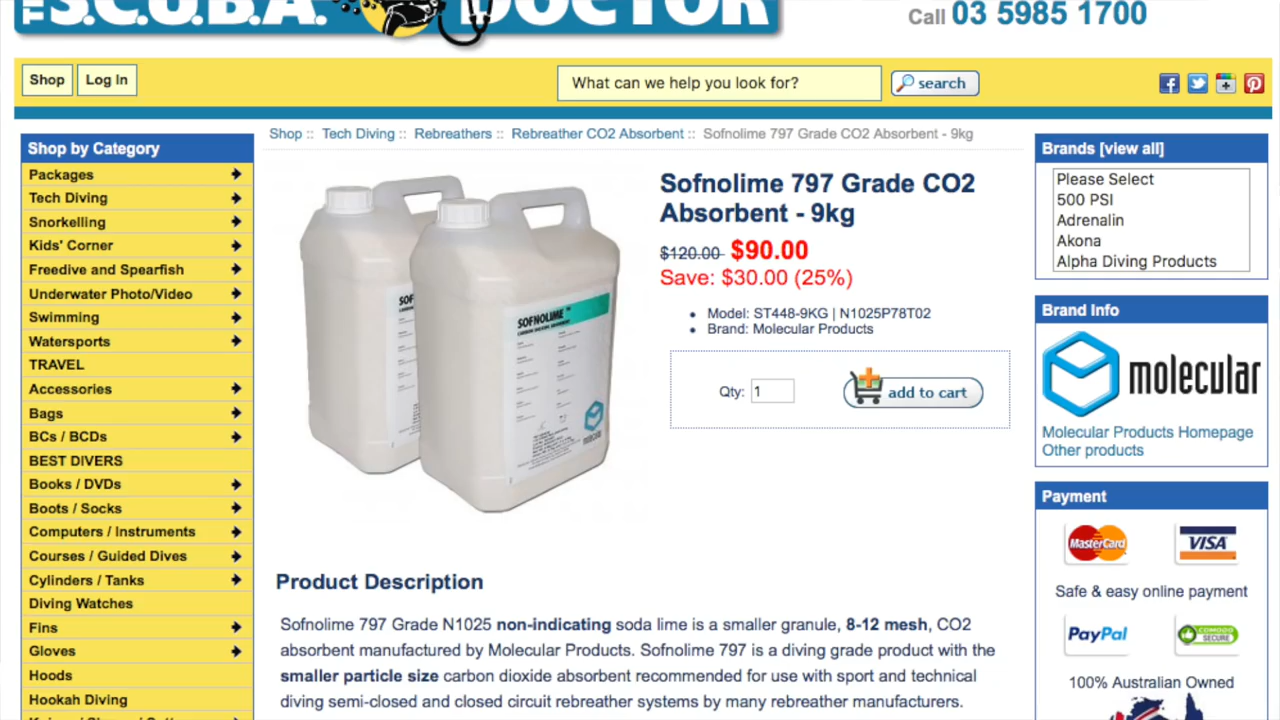 THE S.C.U.B.A. DOCTOR
Call 03 5985 1700
Shop
Log In
What can we help you look for?
search
Shop :: Tech Diving :: Rebreathers :: Rebreather CO2 Absorbent :: Sofnolime 797 Grade CO2 Absorbent - 9kg
Shop by Category
Packages
Tech Diving
Snorkelling
Kids' Corner
Freedive and Spearfish
Underwater Photo/Video
Swimming
Watersports
TRAVEL
Accessories
Bags
BCs / BCDs
BEST DIVERS
Books / DVDs
Boots / Socks
Computers / Instruments
Courses / Guided Dives
Cylinders / Tanks
Diving Watches
Fins
Gloves
Hoods
Hookah Diving
SOFNOLIME
molecular
Sofnolime 797 Grade CO2
Absorbent - 9kg
$120.00 $90.00
Save: $30.00 (25%)
Model: ST448-9KG | N1025P78T02
Brand: Molecular Products
Qty: 1
add to cart
Product Description
Sofnolime 797 Grade N1025 non-indicating soda lime is a smaller granule, 8-12 mesh, CO2
absorbent manufactured by Molecular Products. Sofnolime 797 is a diving grade product with the
smaller particle size carbon dioxide absorbent recommended for use with sport and technical
diving semi-closed and closed circuit rebreather systems by many rebreather manufacturers.
Brands [view all]
Please Select
500 PSI
Adrenalin
Akona
Alpha Diving Products
Brand Info
molecular
Molecular Products Homepage
Other products
Payment
MasterCard
VISA
Safe & easy online payment
PayPal
COMODO
SECURE
100% Australian Owned